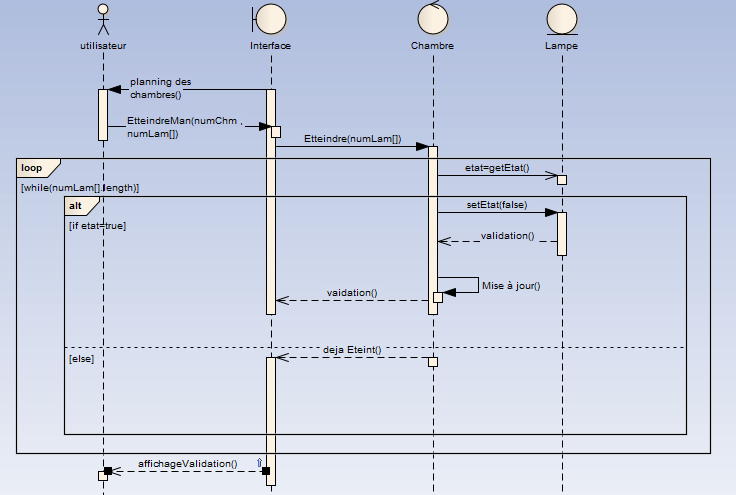 utilisateur
Interface
Chambre
Lampe
planning des
chambres()
EtteindreMan(numChm ,
numLam[])
Etteindre(numLam[])
loop
etat=getEtat()
[while(numLam[].length)]
alt
setEtat(false)
[if etat=true]
validation()
Mise à jour()
vaidation()
deja Eteint()
[else]
affichageValidation()